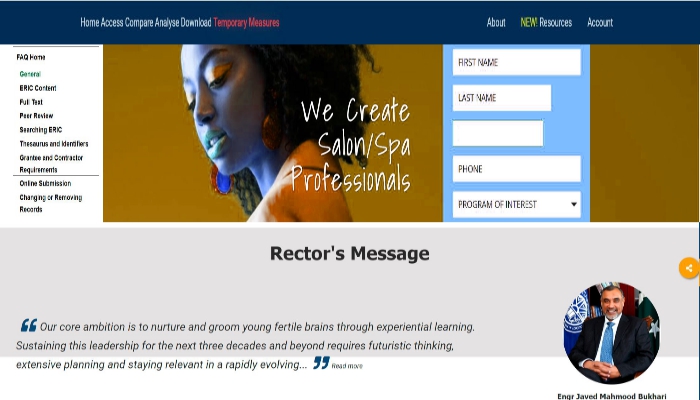 Home Access Compare Analyse Download Temporary Measures
About NEW! Resources Account
FAQ Home
General
ERIC Content
Full Text
Peer Review
Searching ERIC
Thesaurus and Identifiers
Grantee and Contractor
Requirements
Online Submission
Changing or Removing
Records
We Create
Salon/Spa
Professionals
FIRST NAME
LAST NAME
PHONE
PROGRAM OF INTEREST
Rector's Message
“ Our core ambition is to nurture and groom young fertile brains through experiential learning.
Sustaining this leadership for the next three decades and beyond requires futuristic thinking,
extensive planning and staying relevant in a rapidly evolving... ” Read more
Engr Javed Mahmood Bukhari